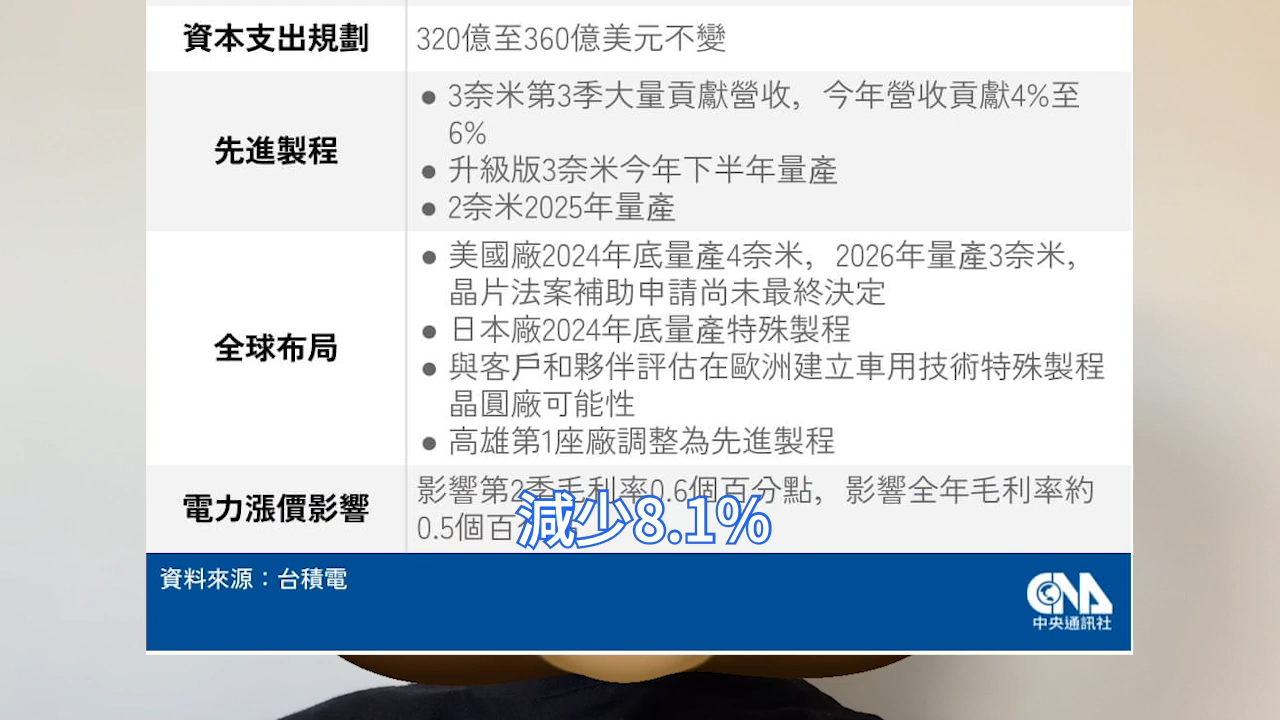 資本支出規劃
320億至360億美元不變
先進製程
● 3奈米第3季大量貢獻營收，今年營收貢獻4%至
6%
● 升級版3奈米今年下半年量產
● 2奈米2025年量產
全球布局
● 美國廠2024年底量產4奈米，2026年量產3奈米，
晶片法案補助申請尚未最終決定
● 日本廠2024年底量產特殊製程
● 與客戶和夥伴評估在歐洲建立車用技術特殊製程
晶圓廠可能性
● 高雄第1座廠調整為先進製程
電力漲價影響
影響第2季毛利率0.6個百分點，影響全年毛利率約
0.5個百
減少8.1%
資料來源：台積電
CNA
中央通訊社